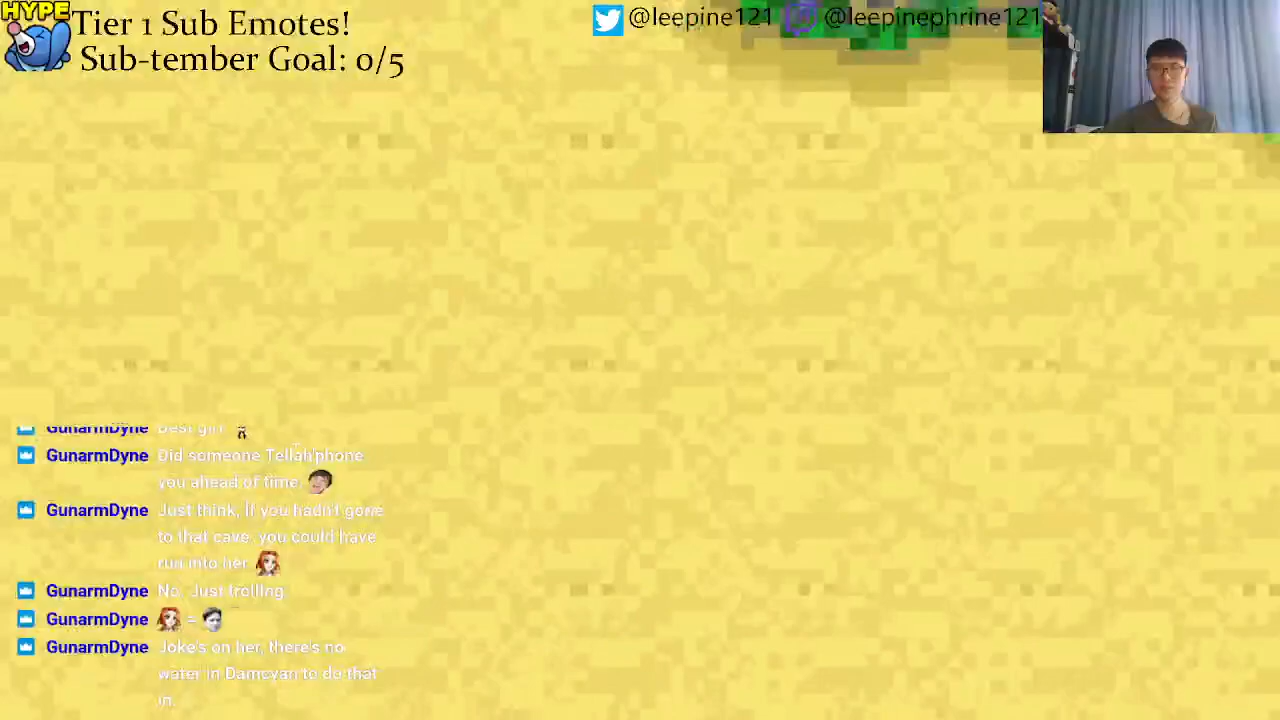 HYPE
Tier 1 Sub Emotes!
Sub-tember Goal: 0/5
@leepine121
@leepinephrine121
GunarmDyne Best girl
GunarmDyne Did someone Tellah'phone
you ahead of time.
GunarmDyne Just think, if you hadn't gone
to that cave, you could have
run into her
GunarmDyne No. Just trolling
GunarmDyne =
GunarmDyne Joke's on her, there's no
water in Damcyan to do that
in.